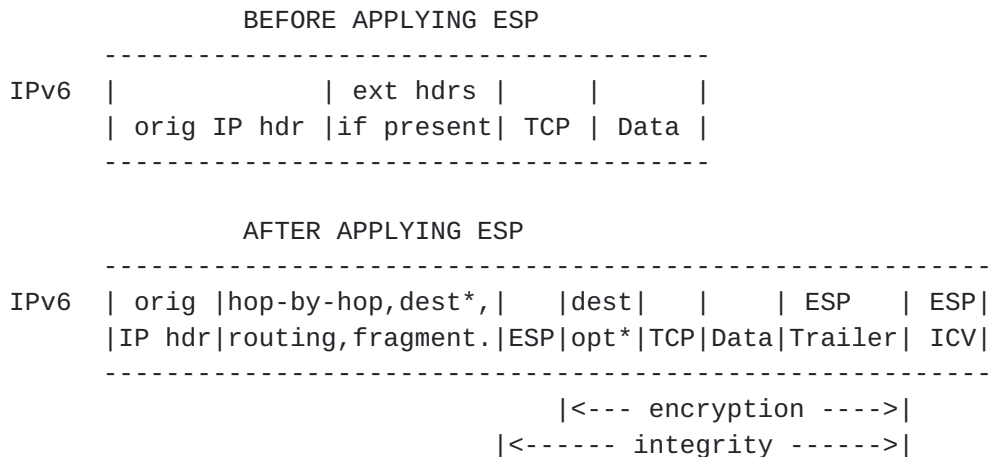 BEFORE APPLYING ESP
---------------------------------------
IPv6 | | ext hdrs | | |
| orig IP hdr |if present| TCP | Data |
---------------------------------------
AFTER APPLYING ESP
---------------------------------------------------------
IPv6 | orig |hop-by-hop,dest*,| |dest| | | ESP | ESP|
|IP hdr|routing,fragment.|ESP|opt*|TCP|Data|Trailer| ICV|
---------------------------------------------------------
|<--- encryption ---->|
|<------ integrity ------>|